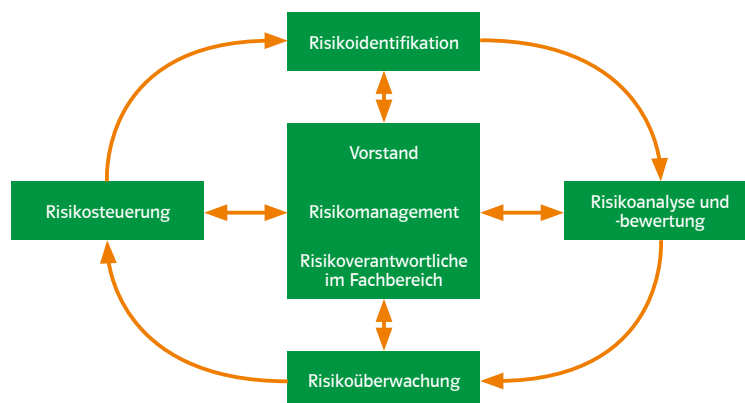 Risikoidentifikation
Vorstand
Risikosteuerung
Risikomanagement
Risikoanalyse und
-bewertung
Risikoverantwortliche
im Fachbereich
Risikoüberwachung